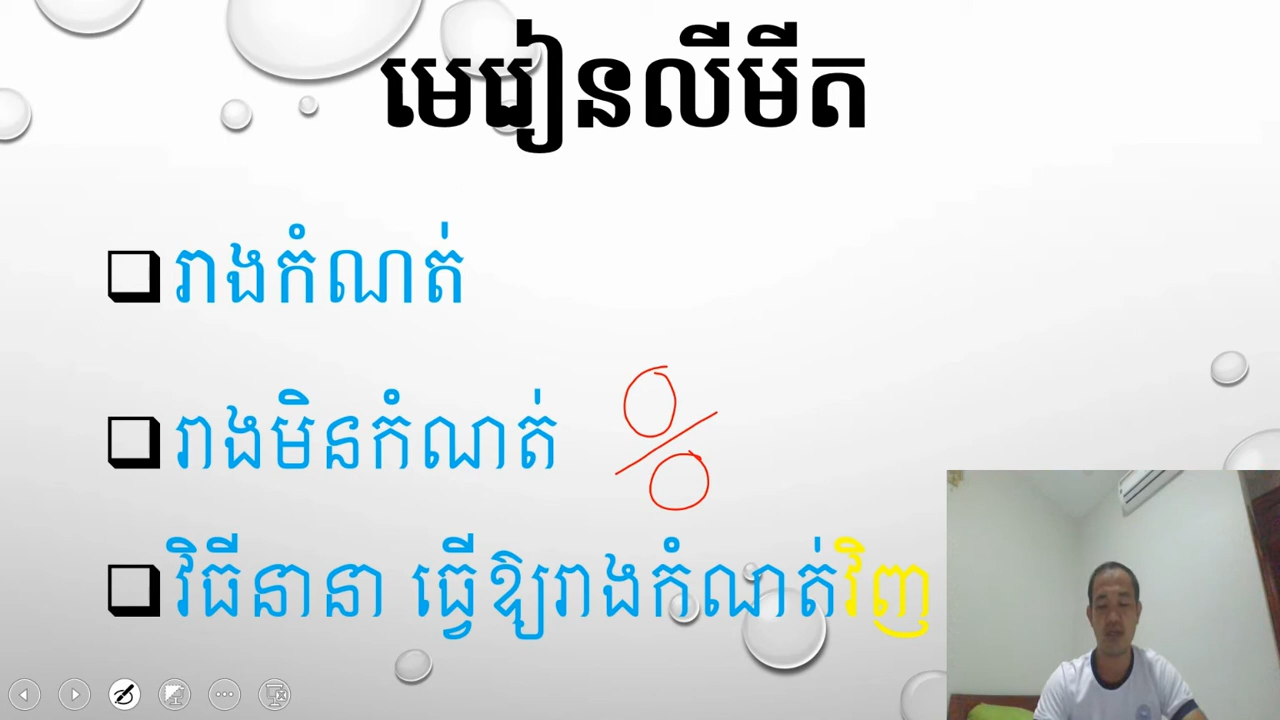 មេរៀនលីមីត
រាងកំណត់
រាងមិនកំណត់ 0/0
វិធីនានា ធ្វើឱ្យរាងកំណត់វិញ